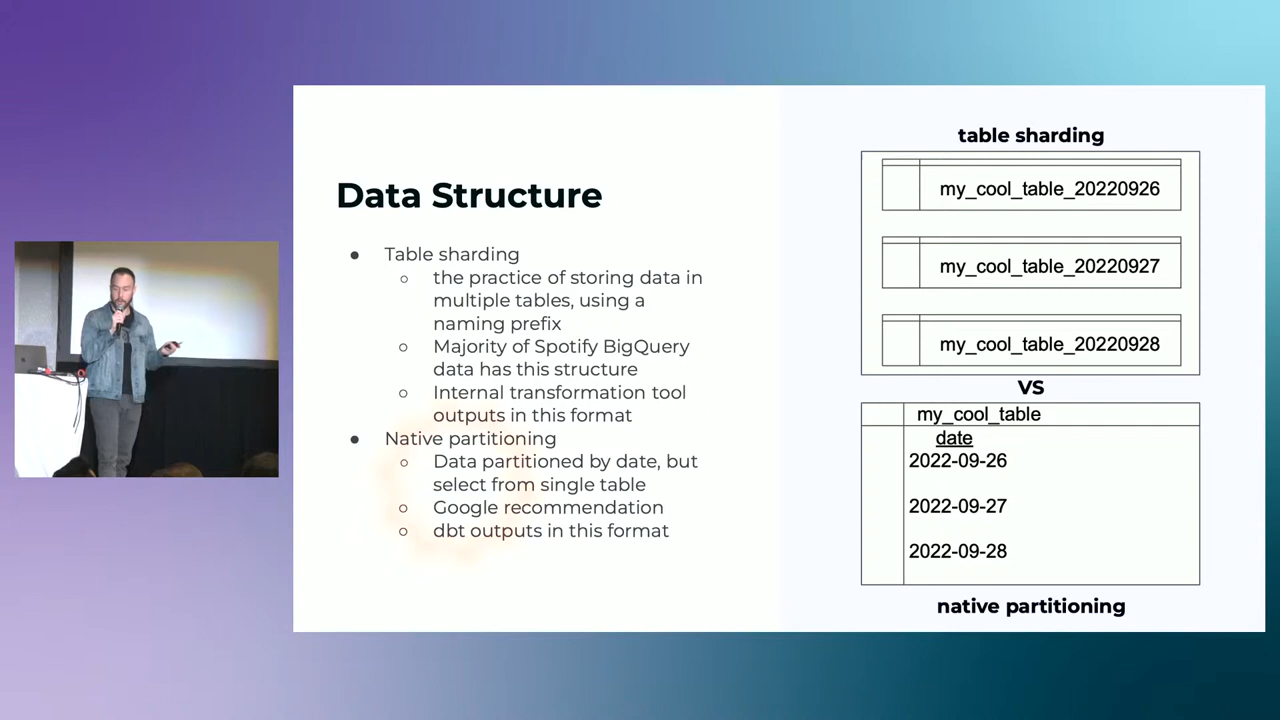 Data Structure
● Table sharding
○ the practice of storing data in
multiple tables, using a
naming prefix
○ Majority of Spotify BigQuery
data has this structure
○ Internal transformation tool
outputs in this format
● Native partitioning
○ Data partitioned by date, but
select from single table
○ Google recommendation
○ dbt outputs in this format
table sharding
my_cool_table_20220926
my_cool_table_20220927
my_cool_table_20220928
VS
my_cool_table
date
2022-09-26
2022-09-27
2022-09-28
native partitioning